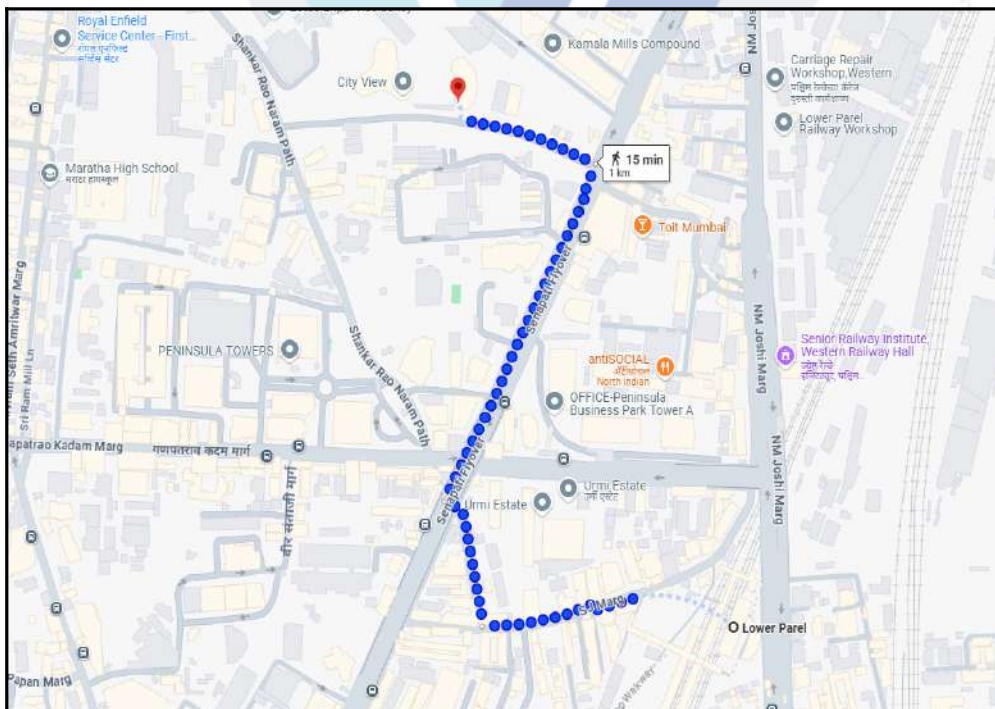 Royal Enfield
Service Center - First...
Kamala Mills Compound
City View
NM Jos
Carriage Repair
Workshop,Western
Lower Parel
Railway Workshop
Shankar Rao Naram Path
15 min
1 km
Maratha High School
Toit Mumbai
Senapati Flyover
NM Joshi Marg
Senior Railway Institute,
Western Railway Hall
PENINSULA TOWERS
Shankar Rao Naram Path
antiSOCIAL
North Indian
OFFICE-Peninsula
Business Park Tower A
Sri Ram Mill Ln
apatrao Kadam Marg
गणपतराव कदम मार्ग
Senapati Flyover
NM Joshi Marg
Urmi Estate
Urmi Estate
उर्मी एस्टेट
वीर संताजी मार्ग
S J Marg
Lower Parel
Papan Marg